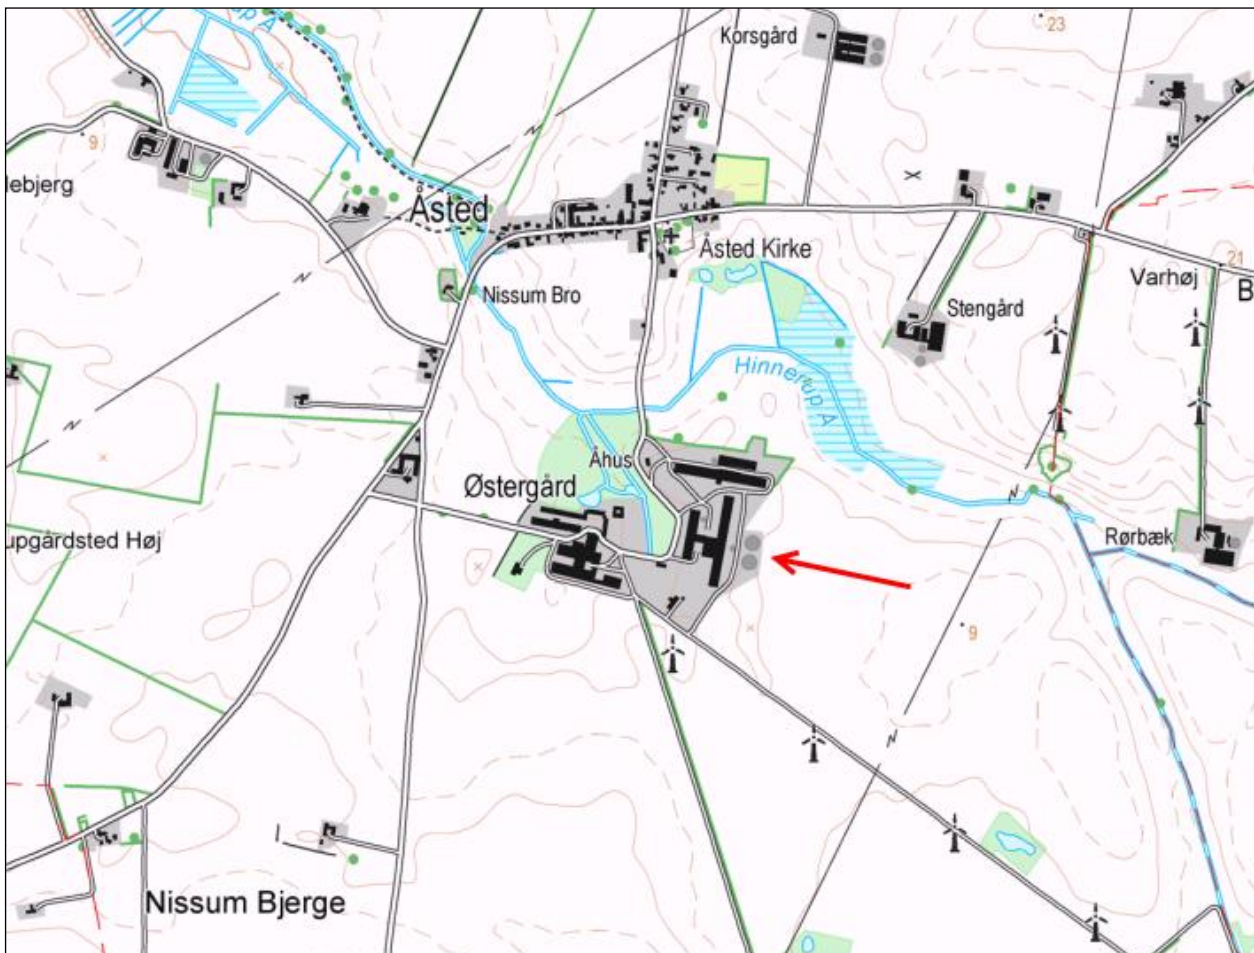 p Å
Korsgård
23
9
lebjerg
Åsted
Åsted Kirke
21
Varhøj
B
Nissum Bro
Stengård
Hinnerup Å
Åhus
Østergård
upgårdsted Høj
Rørbæk
9
Nissum Bjerge